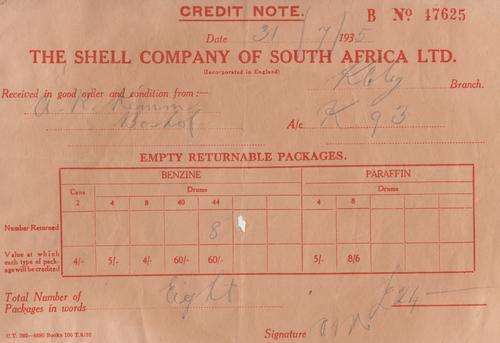 CREDIT NOTE.
B No. 47625
Date 31/7/1935
THE SHELL COMPANY OF SOUTH AFRICA LTD.
(Incorporated in England)
Branch.
Received in good order and condition from:—
A/c K 93
EMPTY RETURNABLE PACKAGES.
BENZINE PARAFFIN
Cans Drums Drums
2 4 8 40 44 4 8
Number Returned 8
Value at which each type of package will be credited 4/- 5/- 4/- 60/- 60/- 5/- 8/6
Total Number of Packages in words Eight
£24
Signature